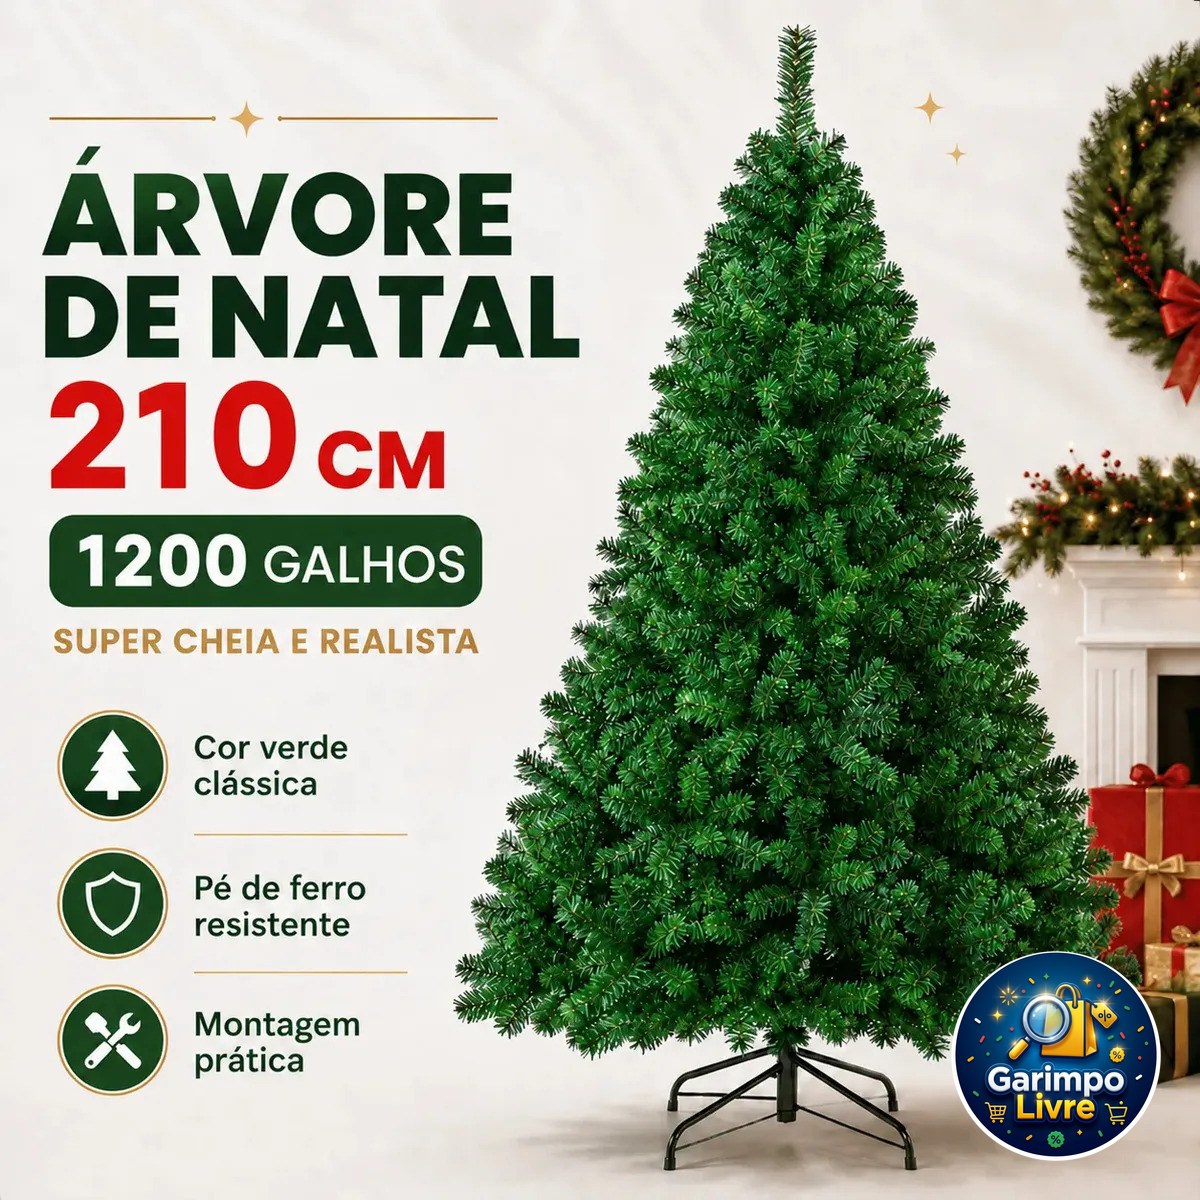 ÁRVORE
DE NATAL
210 CM
1200 GALHOS
SUPER CHEIA E REALISTA
Cor verde
clássica
Pé de ferro
resistente
Montagem
prática
%
%
Garimpo
Livre
%